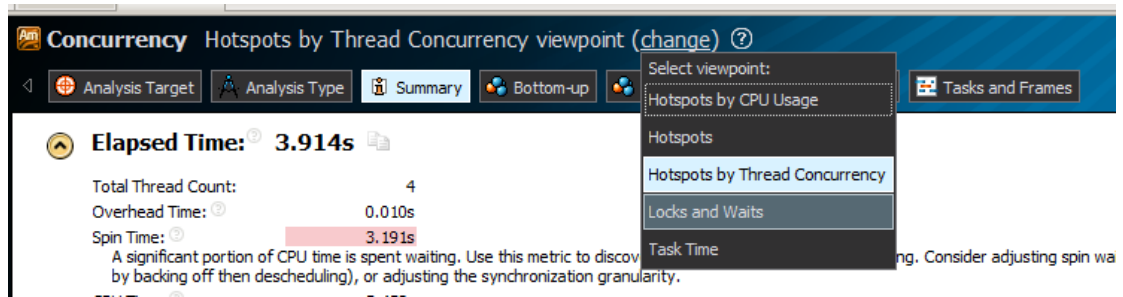 Am Concurrency Hotspots by Thread Concurrency viewpoint (change) ?
Analysis Target Analysis Type i Summary Bottom-up Tasks and Frames
Select viewpoint:
Hotspots by CPU Usage
Hotspots
Hotspots by Thread Concurrency
Locks and Waits
Task Time
Elapsed Time: ? 3.914s
Total Thread Count: 4
Overhead Time: ? 0.010s
Spin Time: ? 3.191s
A significant portion of CPU time is spent waiting. Use this metric to discov ng. Consider adjusting spin wai
by backing off then descheduling), or adjusting the synchronization granularity.